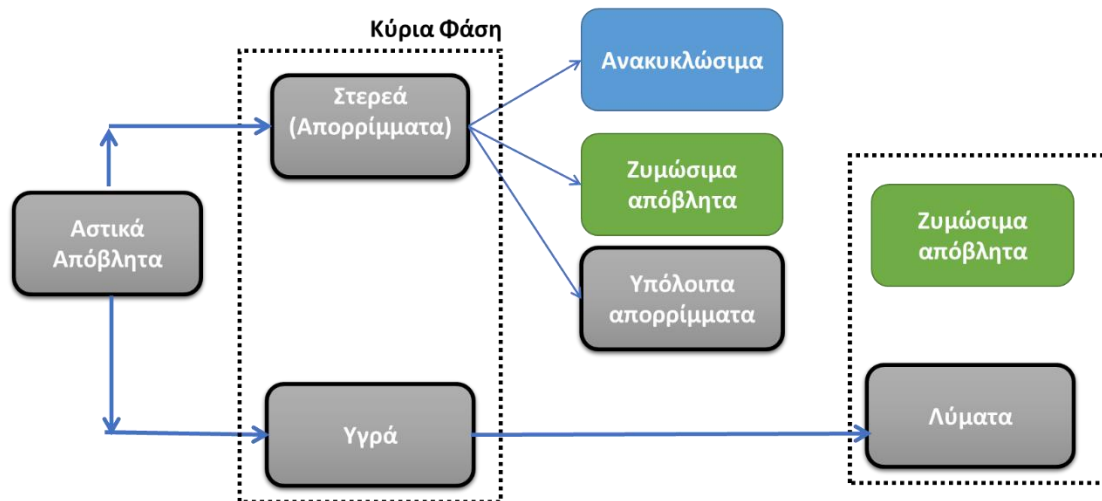 Κύρια Φάση
Στερεά
(Απορρίμματα)
Ανακυκλώσιμα
Ζυμώσιμα
απόβλητα
Υπόλοιπα
απορρίμματα
Αστικά
Απόβλητα
Υγρά
Ζυμώσιμα
απόβλητα
Λύματα